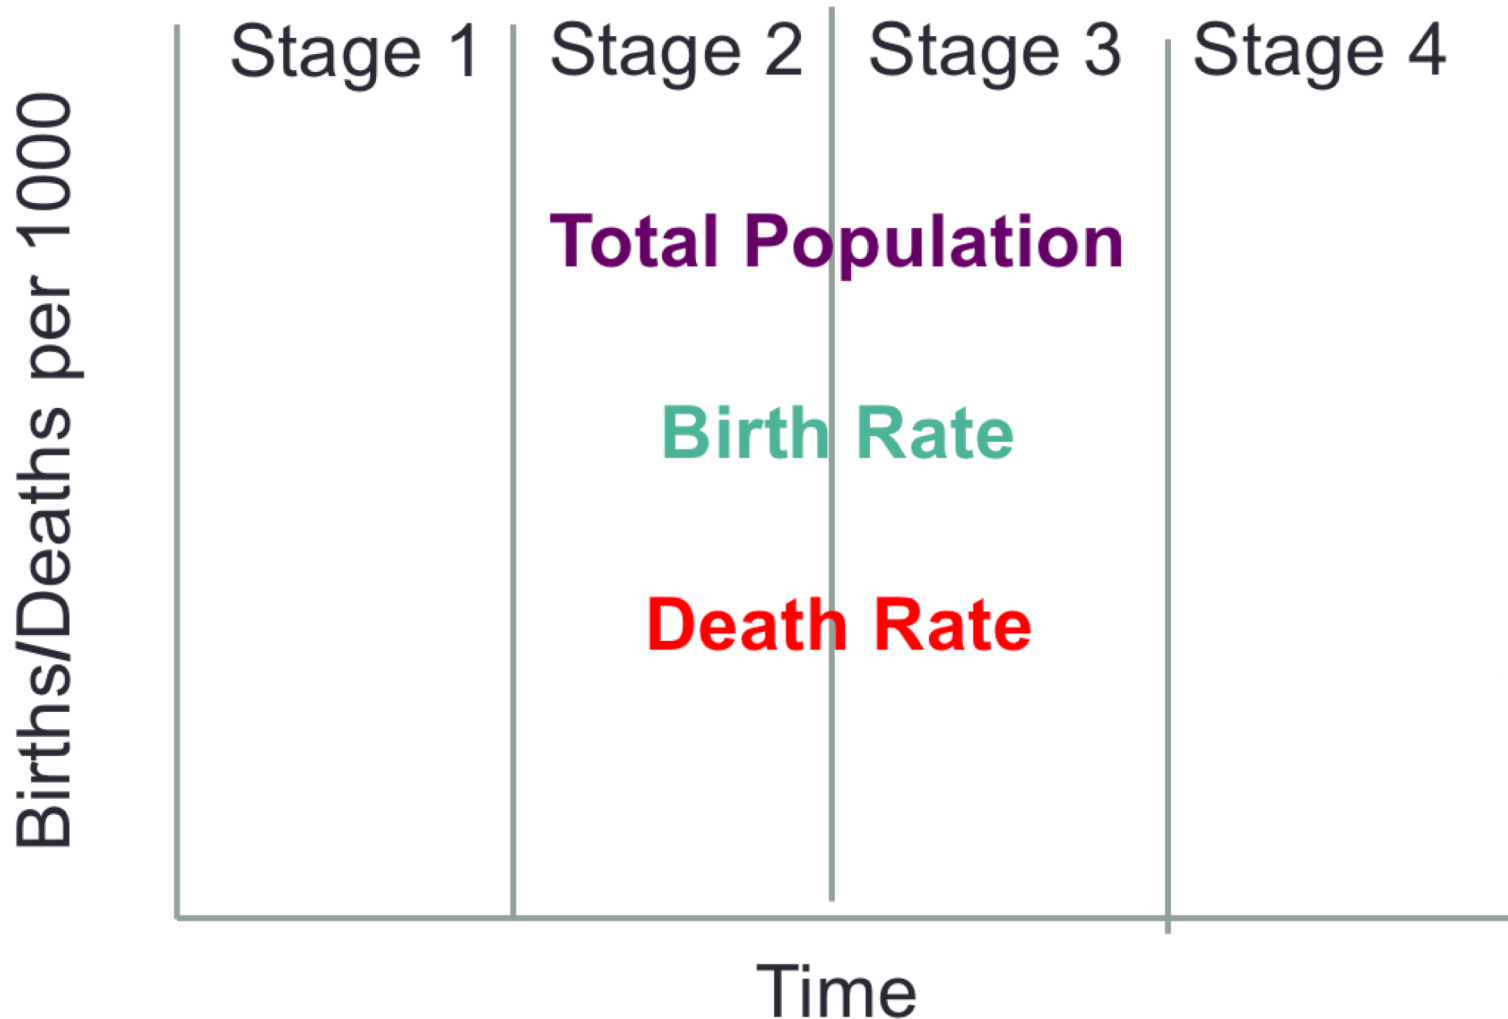 Stage 1
Stage 2
Stage 3
Stage 4
Births/Deaths per 1000
Total Population
Birth Rate
Death Rate
Time